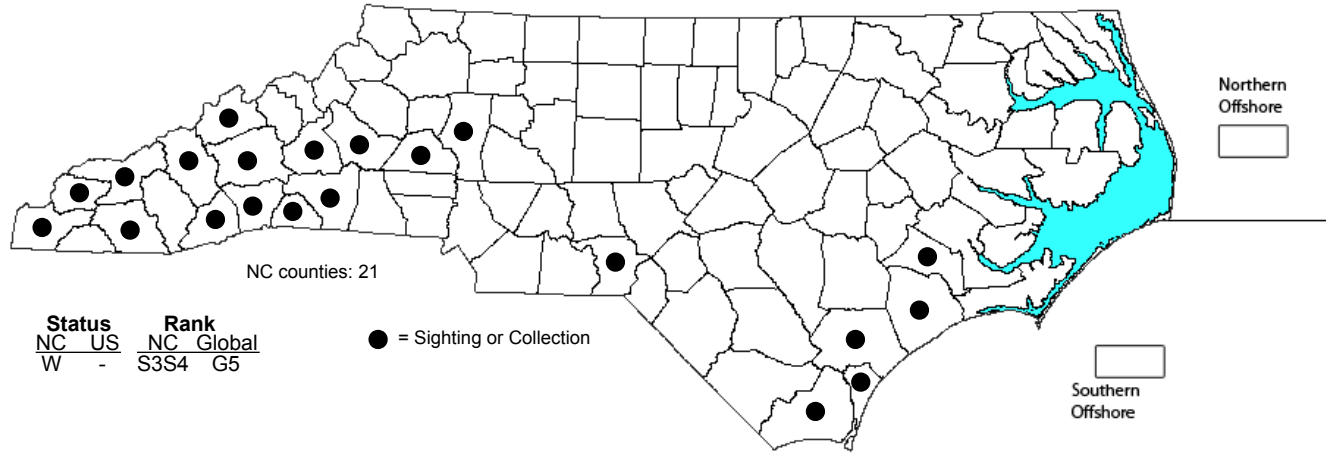 Northern
Offshore
NC counties: 21
Status Rank
NC US NC Global
W - S3S4 G5
= Sighting or Collection
Southern
Offshore